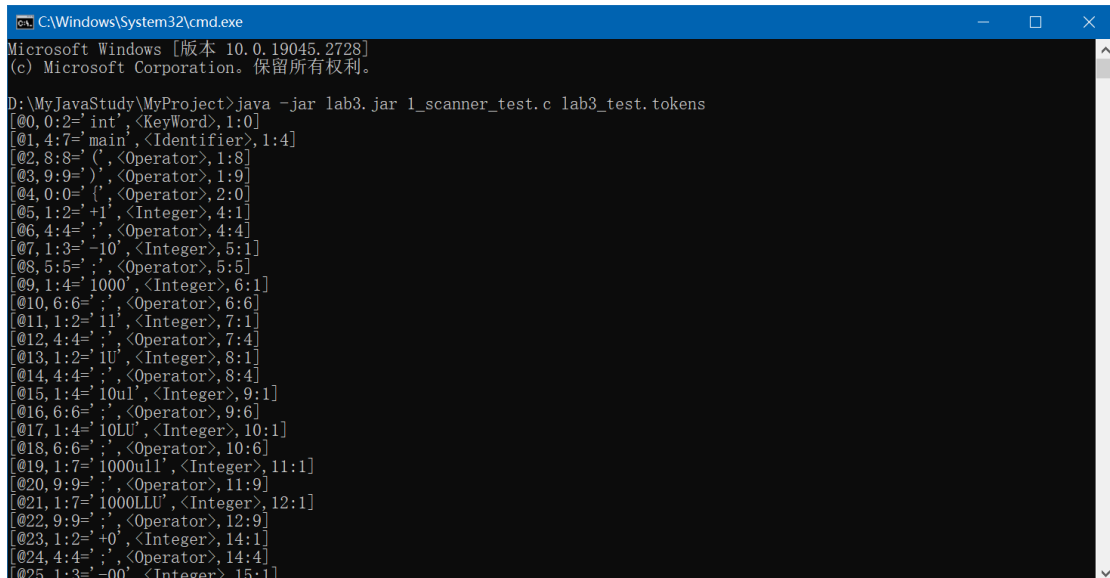 C:\Windows\System32\cmd.exe
Microsoft Windows [版本 10.0.19045.2728]
(c) Microsoft Corporation。保留所有权利。
D:\MyJavaStudy\MyProject>java -jar lab3.jar 1_scanner_test.c lab3_test.tokens
[@0,0:2='int',<KeyWord>,1:0]
[@1,4:7='main',<Identifier>,1:4]
[@2,8:8='(',<Operator>,1:8]
[@3,9:9=')',<Operator>,1:9]
[@4,0:0='{',<Operator>,2:0]
[@5,1:2='+1',<Integer>,4:1]
[@6,4:4=';',<Operator>,4:4]
[@7,1:3='-10',<Integer>,5:1]
[@8,5:5=';',<Operator>,5:5]
[@9,1:4='1000',<Integer>,6:1]
[@10,6:6=';',<Operator>,6:6]
[@11,1:2='1l',<Integer>,7:1]
[@12,4:4=';',<Operator>,7:4]
[@13,1:2='1U',<Integer>,8:1]
[@14,4:4=';',<Operator>,8:4]
[@15,1:4='10ul',<Integer>,9:1]
[@16,6:6=';',<Operator>,9:6]
[@17,1:4='10LU',<Integer>,10:1]
[@18,6:6=';',<Operator>,10:6]
[@19,1:7='1000ull',<Integer>,11:1]
[@20,9:9=';',<Operator>,11:9]
[@21,1:7='1000LLU',<Integer>,12:1]
[@22,9:9=';',<Operator>,12:9]
[@23,1:2='+0',<Integer>,14:1]
[@24,4:4=';',<Operator>,14:4]
[@25,1:3='-00',<Integer>,15:1]